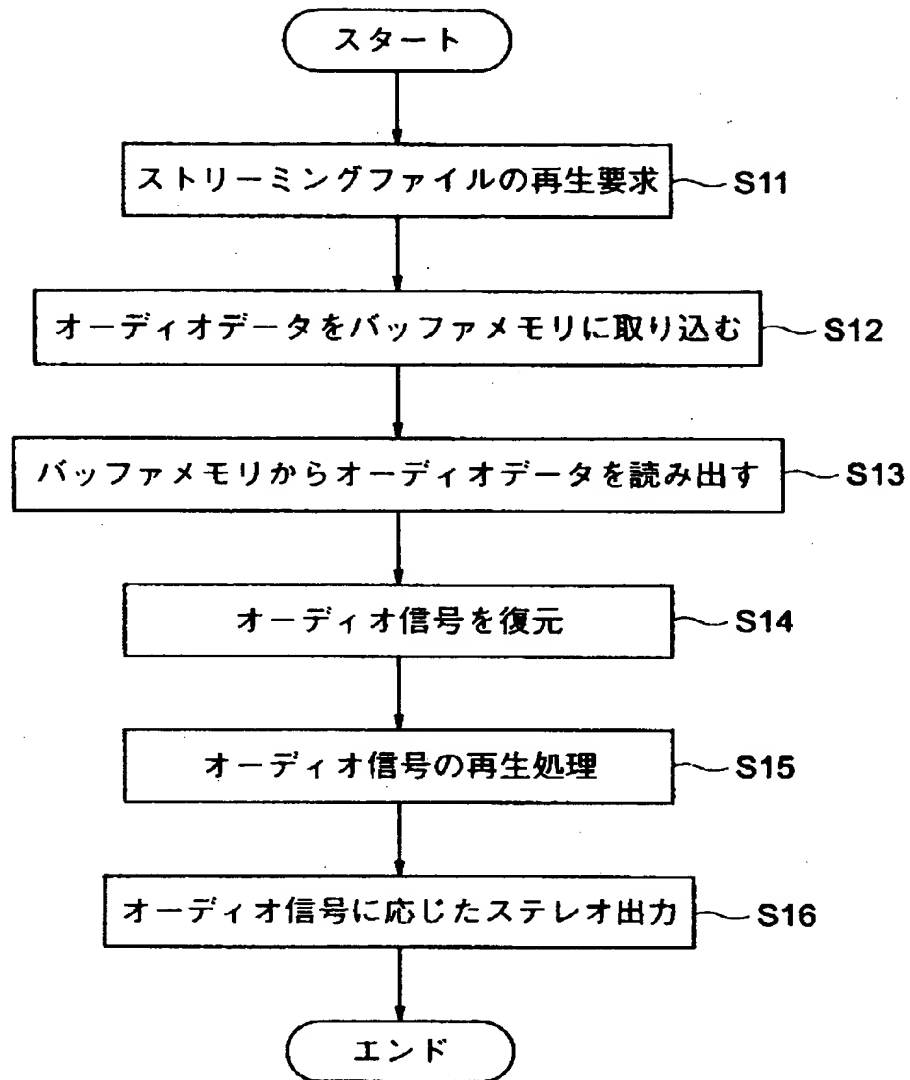 スタート
ストリーミングファイルの再生要求 S11
オーディオデータをバッファメモリに取り込む S12
バッファメモリからオーディオデータを読み出す S13
オーディオ信号を復元 S14
オーディオ信号の再生処理 S15
オーディオ信号に応じたステレオ出力 S16
エンド